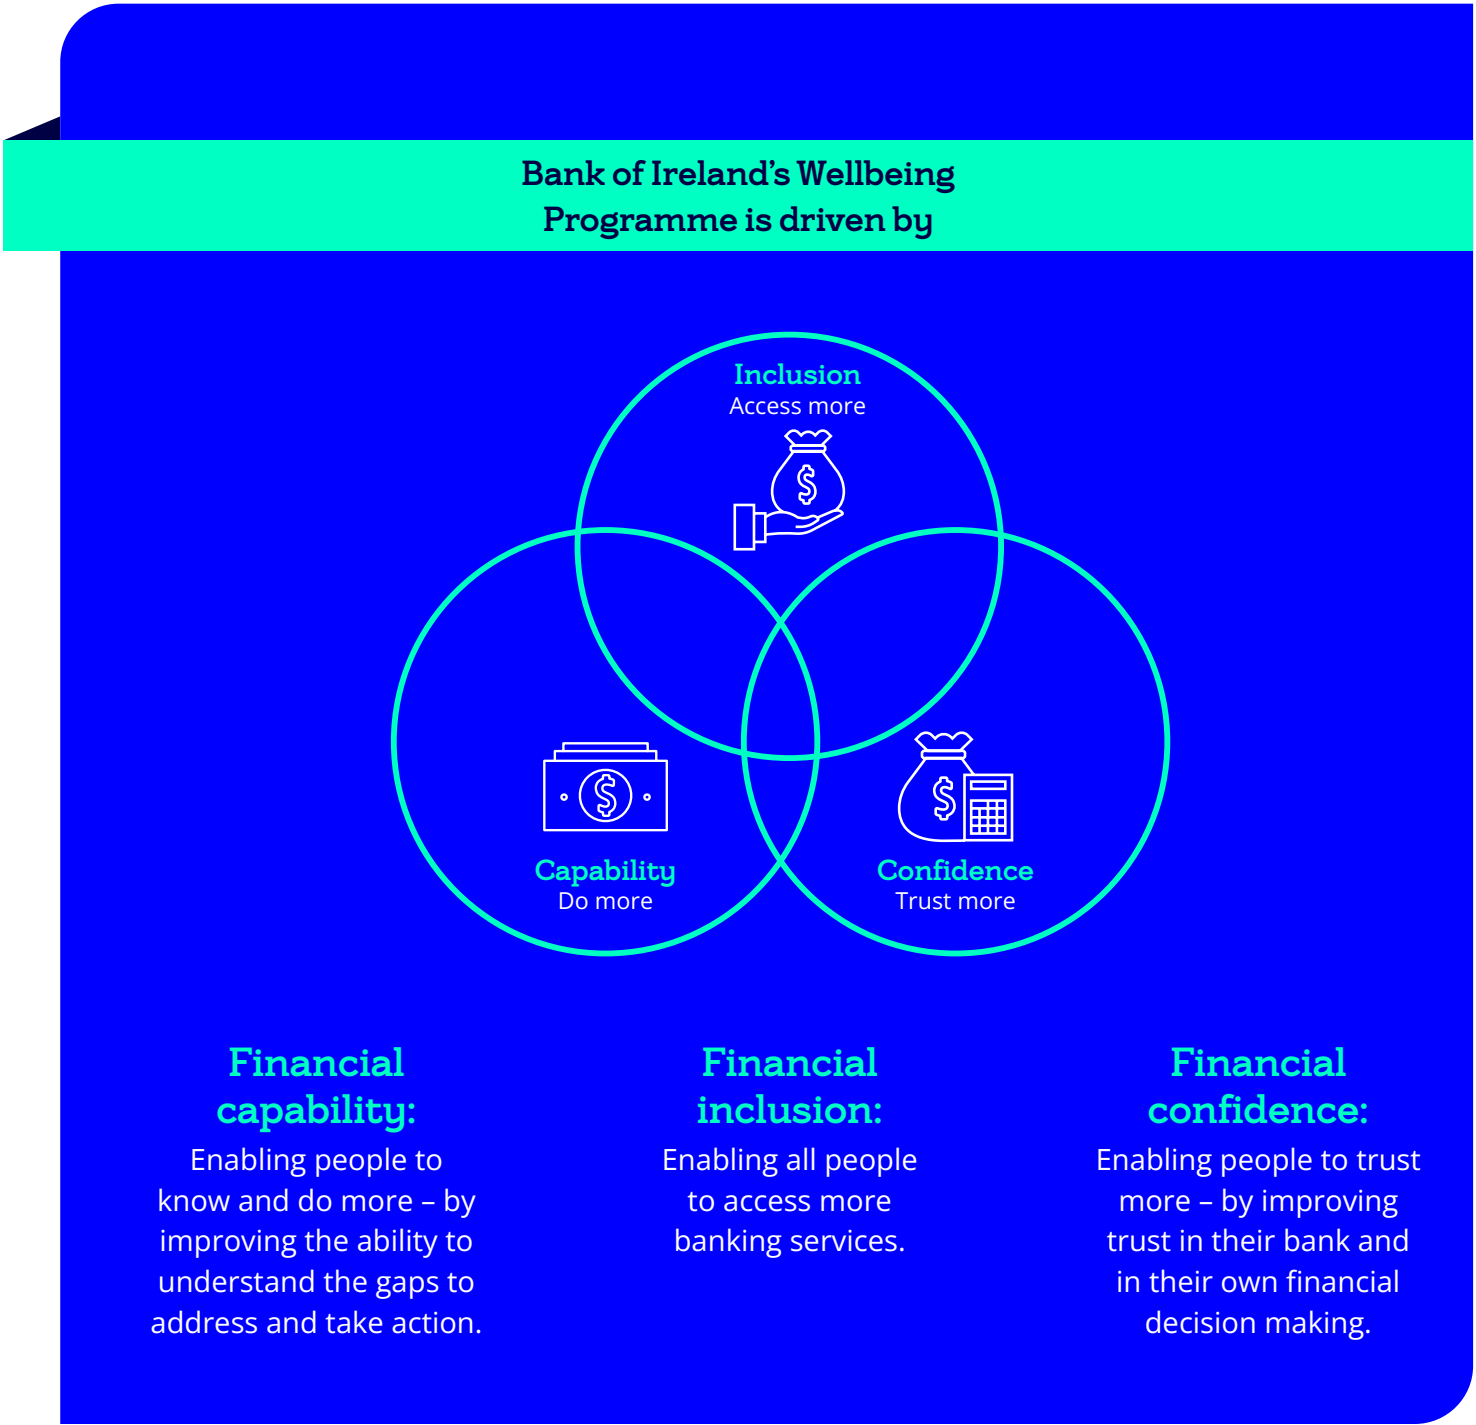 Bank of Ireland’s Wellbeing
Programme is driven by
Inclusion
Access more
$
$
$
Capability
Do more
Confidence
Trust more
Financial
capability:
Enabling people to
know and do more – by
improving the ability to
understand the gaps to
address and take action.
Financial
inclusion:
Enabling all people
to access more
banking services.
Financial
confidence:
Enabling people to trust
more – by improving
trust in their bank and
in their own financial
decision making.